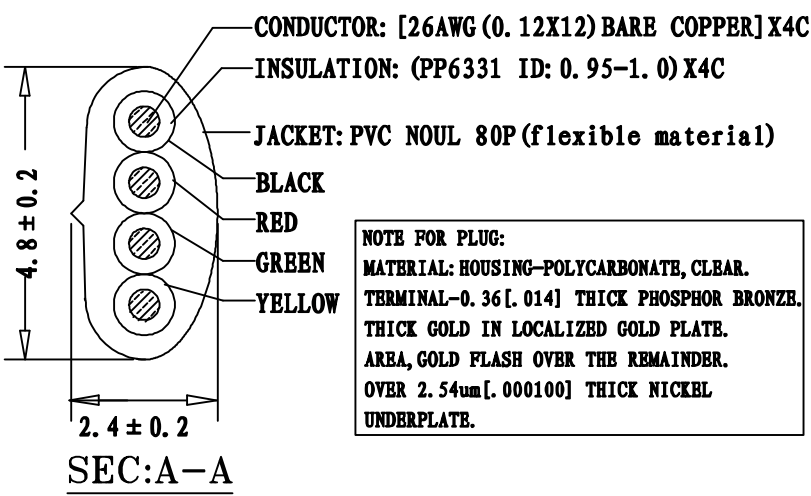 CONDUCTOR: [26AWG(0.12X12)BARE COPPER]X4C
INSULATION: (PP6331 ID:0.95-1.0)X4C
JACKET:PVC NOUL 80P(flexible material)
BLACK
RED
GREEN
YELLOW
4.8±0.2
2.4±0.2
SEC:A-A
NOTE FOR PLUG:
MATERIAL:HOUSING-POLYCARBONATE,CLEAR.
TERMINAL-0.36[.014] THICK PHOSPHOR BRONZE.
THICK GOLD IN LOCALIZED GOLD PLATE.
AREA,GOLD FLASH OVER THE REMAINDER.
OVER 2.54um[.000100] THICK NICKEL
UNDERPLATE.